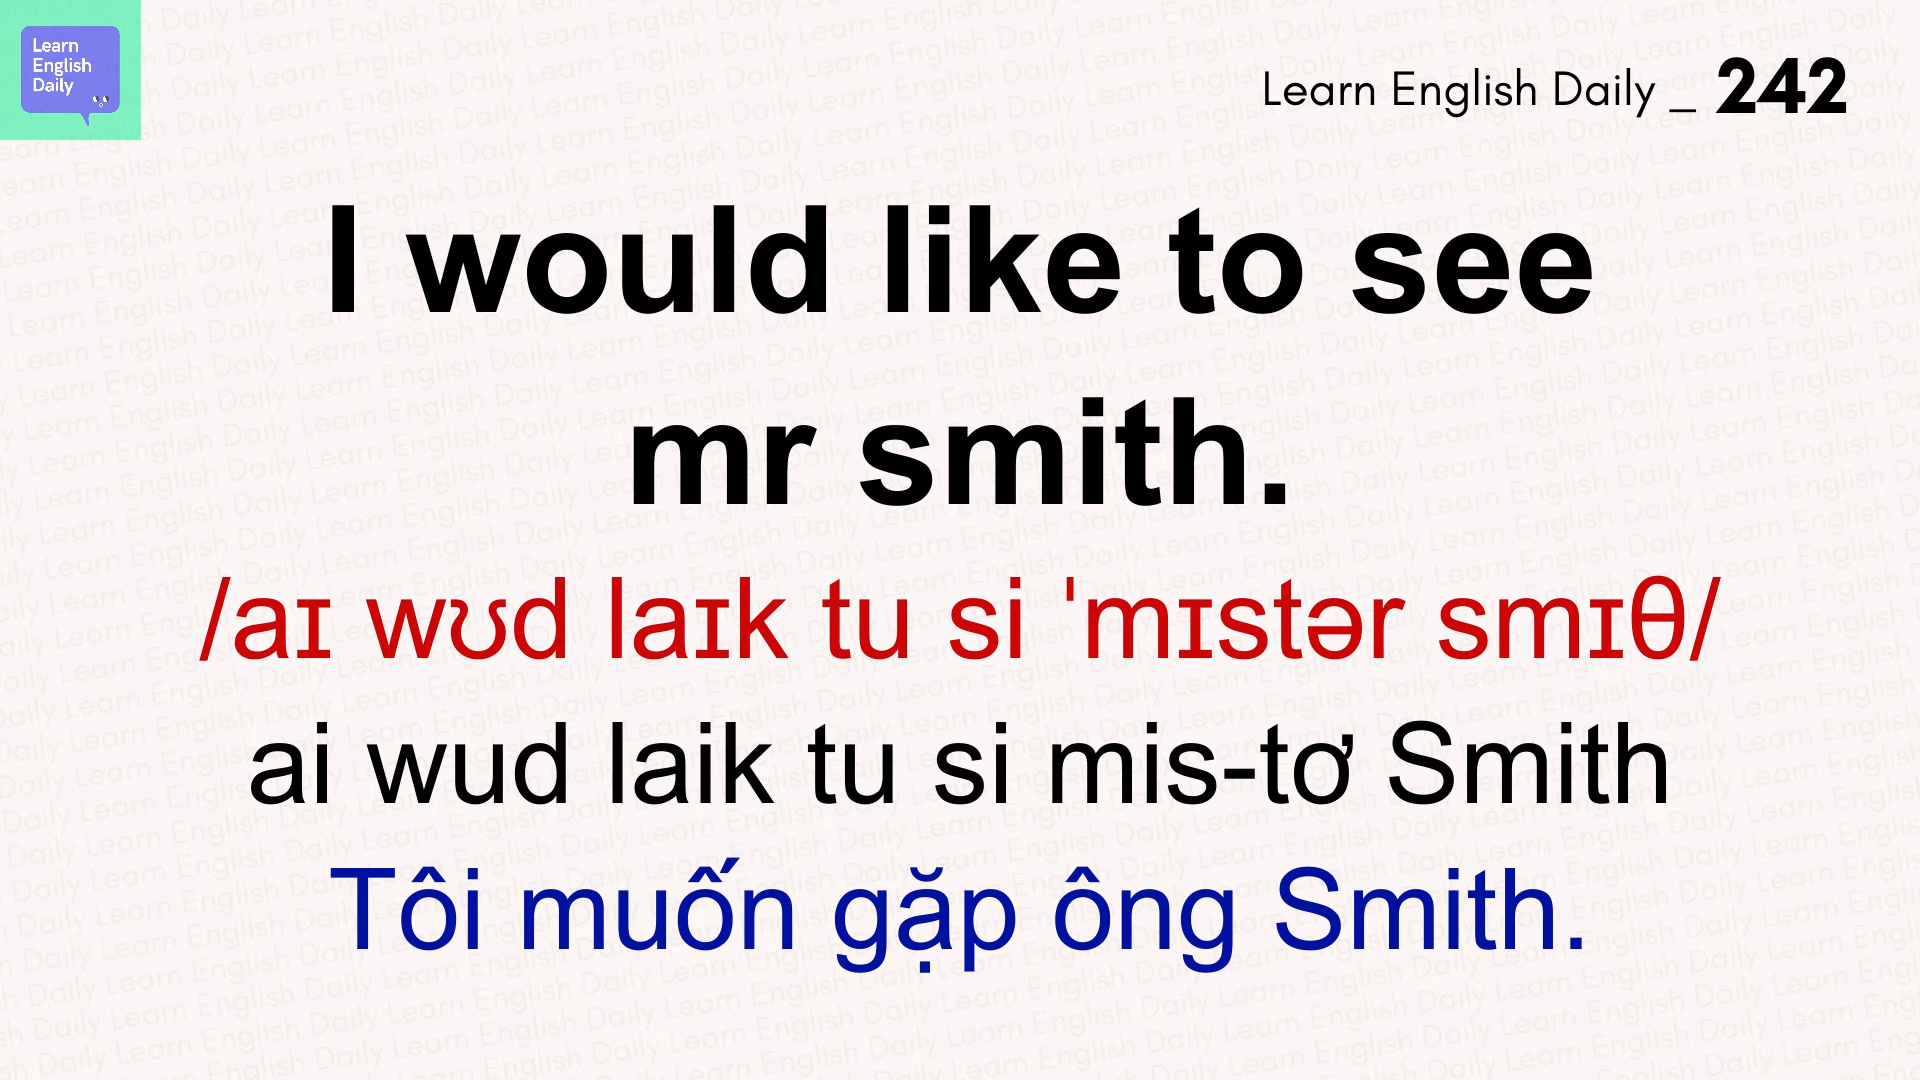 Learn
English
Daily
Learn English Daily _ 242
I would like to see
mr smith.
/aɪ wʊd laɪk tu si ˈmɪstər smɪθ/
ai wud laik tu si mis-tơ Smith
Tôi muốn gặp ông Smith.